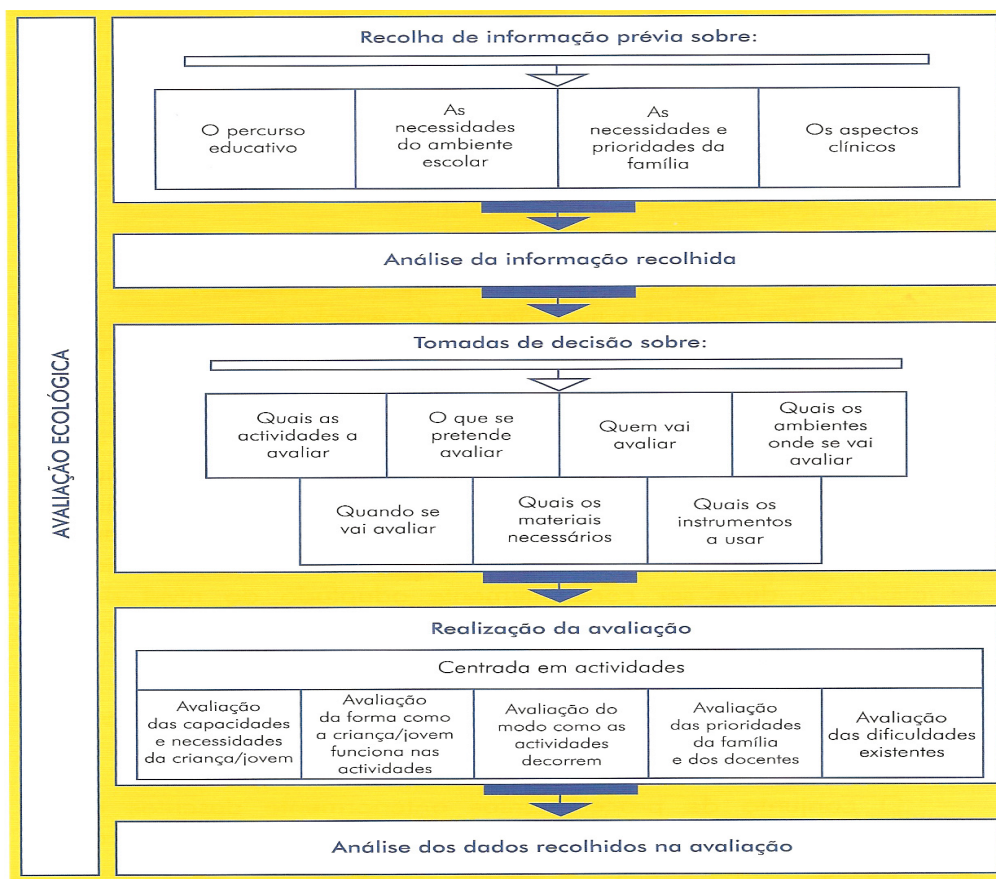 AVALIAÇÃO ECOLÓGICA
Recolha de informação prévia sobre:
O percurso
educativo
As
necessidades
do ambiente
escolar
As
necessidades e
prioridades da
família
Os aspectos
clínicos
Análise da informação recolhida
Tomadas de decisão sobre:
Quais as
actividades a
avaliar
O que se
pretende
avaliar
Quem vai
avaliar
Quais os
ambientes
onde se vai
avaliar
Quando se
vai avaliar
Quais os
materiais
necessários
Quais os
instrumentos
a usar
Realização da avaliação
Centrada em actividades
Avaliação
das capacidades
e necessidades
da criança/jovem
Avaliação
da forma como
a criança/jovem
funciona nas
actividades
Avaliação do
modo como as
actividades
decorrem
Avaliação
das prioridades
da família
e dos docentes
Avaliação
das dificuldades
existentes
Análise dos dados recolhidos na avaliação